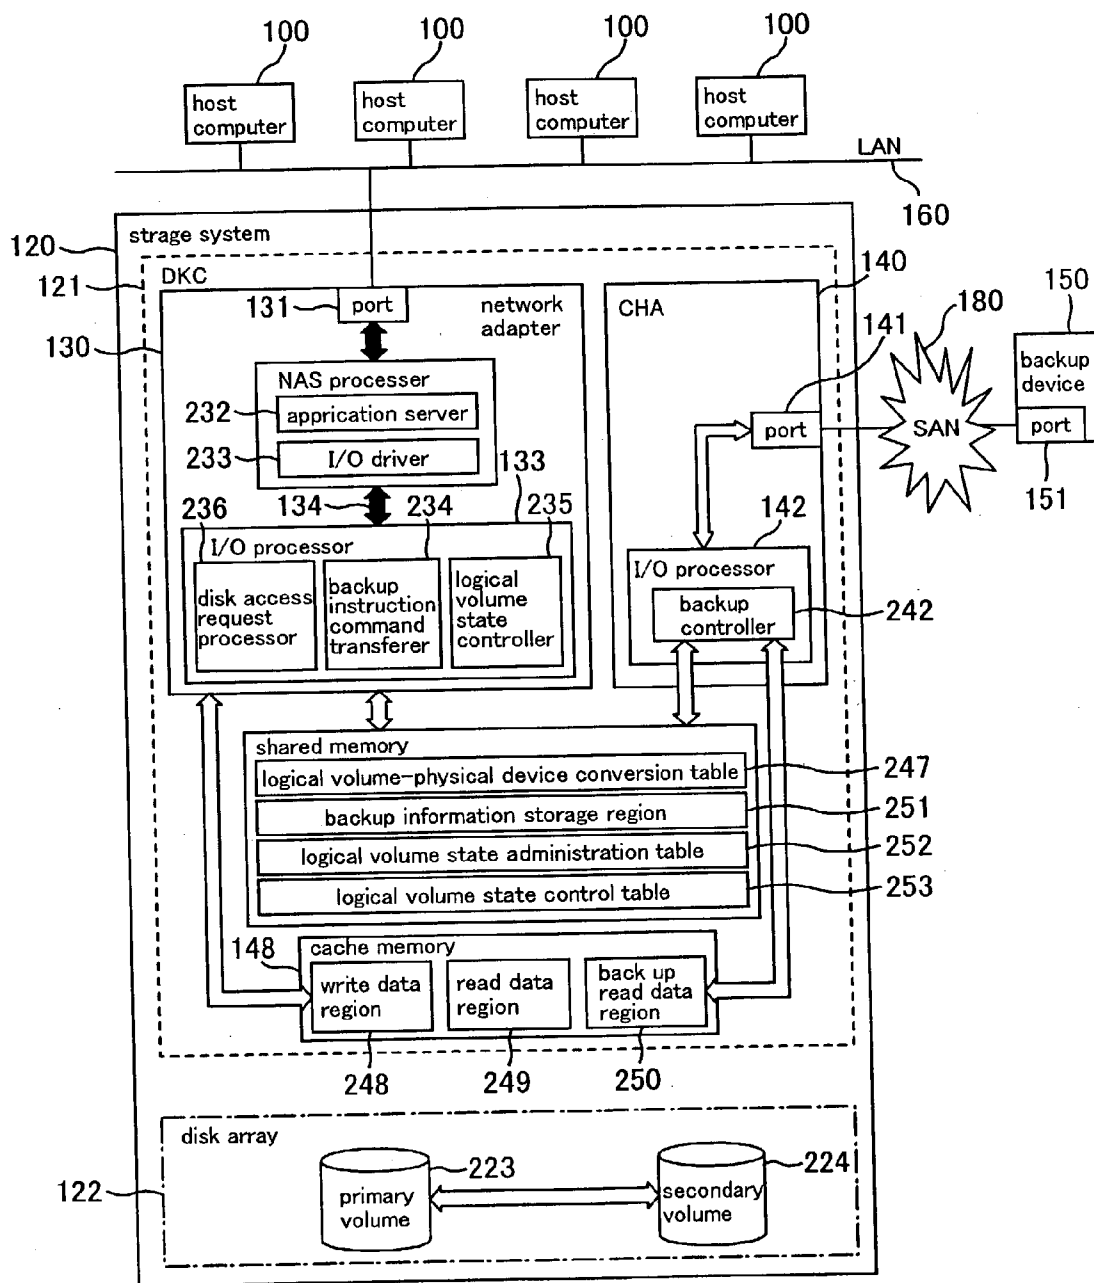 100
100
100
100
host
computer
host
computer
host
computer
host
computer
LAN
160
120
strage system
121
DKC
140
150
131
port
network
adapter
CHA
141
180
130
NAS processer
backup
device
232
apprication server
port
SAN
port
233
I/O driver
133
151
236
134
234
235
142
I/O processor
I/O processor
disk access
request
processor
backup
instruction
command
transferer
logical
volume
state
controller
backup
controller
242
shared memory
logical volume-physical device conversion table
247
backup information storage region
251
logical volume state administration table
252
logical volume state control table
253
148
cache memory
write data
region
read data
region
back up
read data
region
248
249
250
disk array
223
224
122
primary
volume
secondary
volume